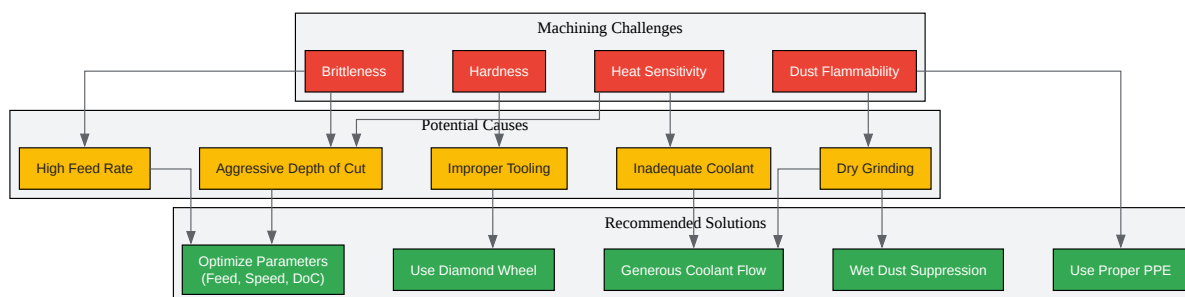 Machining Challenges
Brittleness
Hardness
Heat Sensitivity
Dust Flammability
Potential Causes
High Feed Rate
Aggressive Depth of Cut
Improper Tooling
Inadequate Coolant
Dry Grinding
Recommended Solutions
Optimize Parameters
(Feed, Speed, DoC)
Use Diamond Wheel
Generous Coolant Flow
Wet Dust Suppression
Use Proper PPE